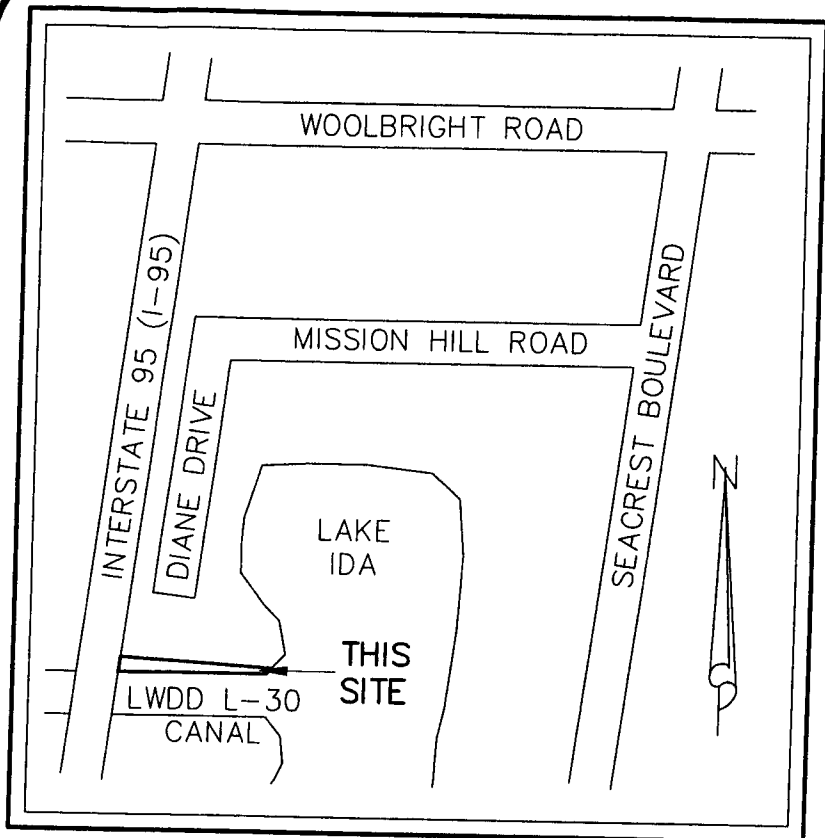 WOOLBRIGHT ROAD
INTERSTATE 95 (I-95)
MISSION HILL ROAD
DIANE DRIVE
SEACREST BOULEVARD
N
LAKE
IDA
THIS
SITE
LWDD L-30
CANAL